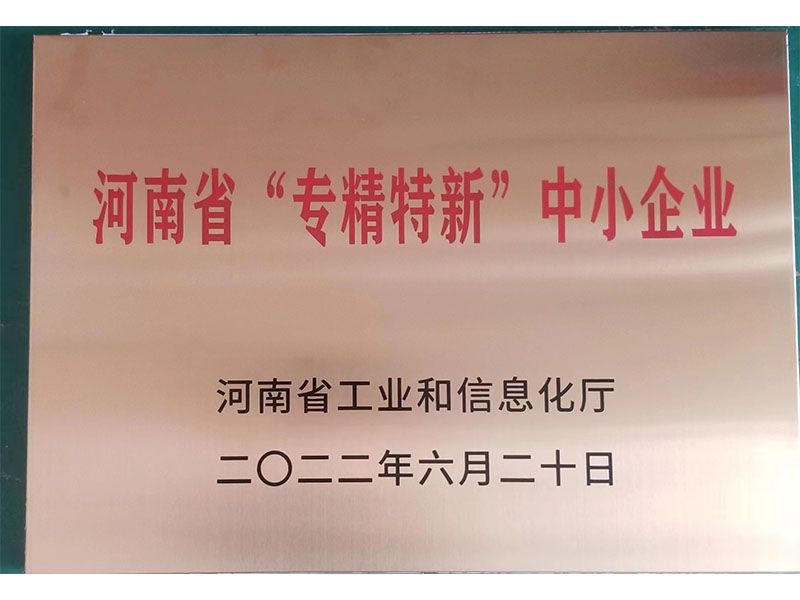 河南省“专精特新”中小企业
河南省工业和信息化厅
二〇二二年六月二十日